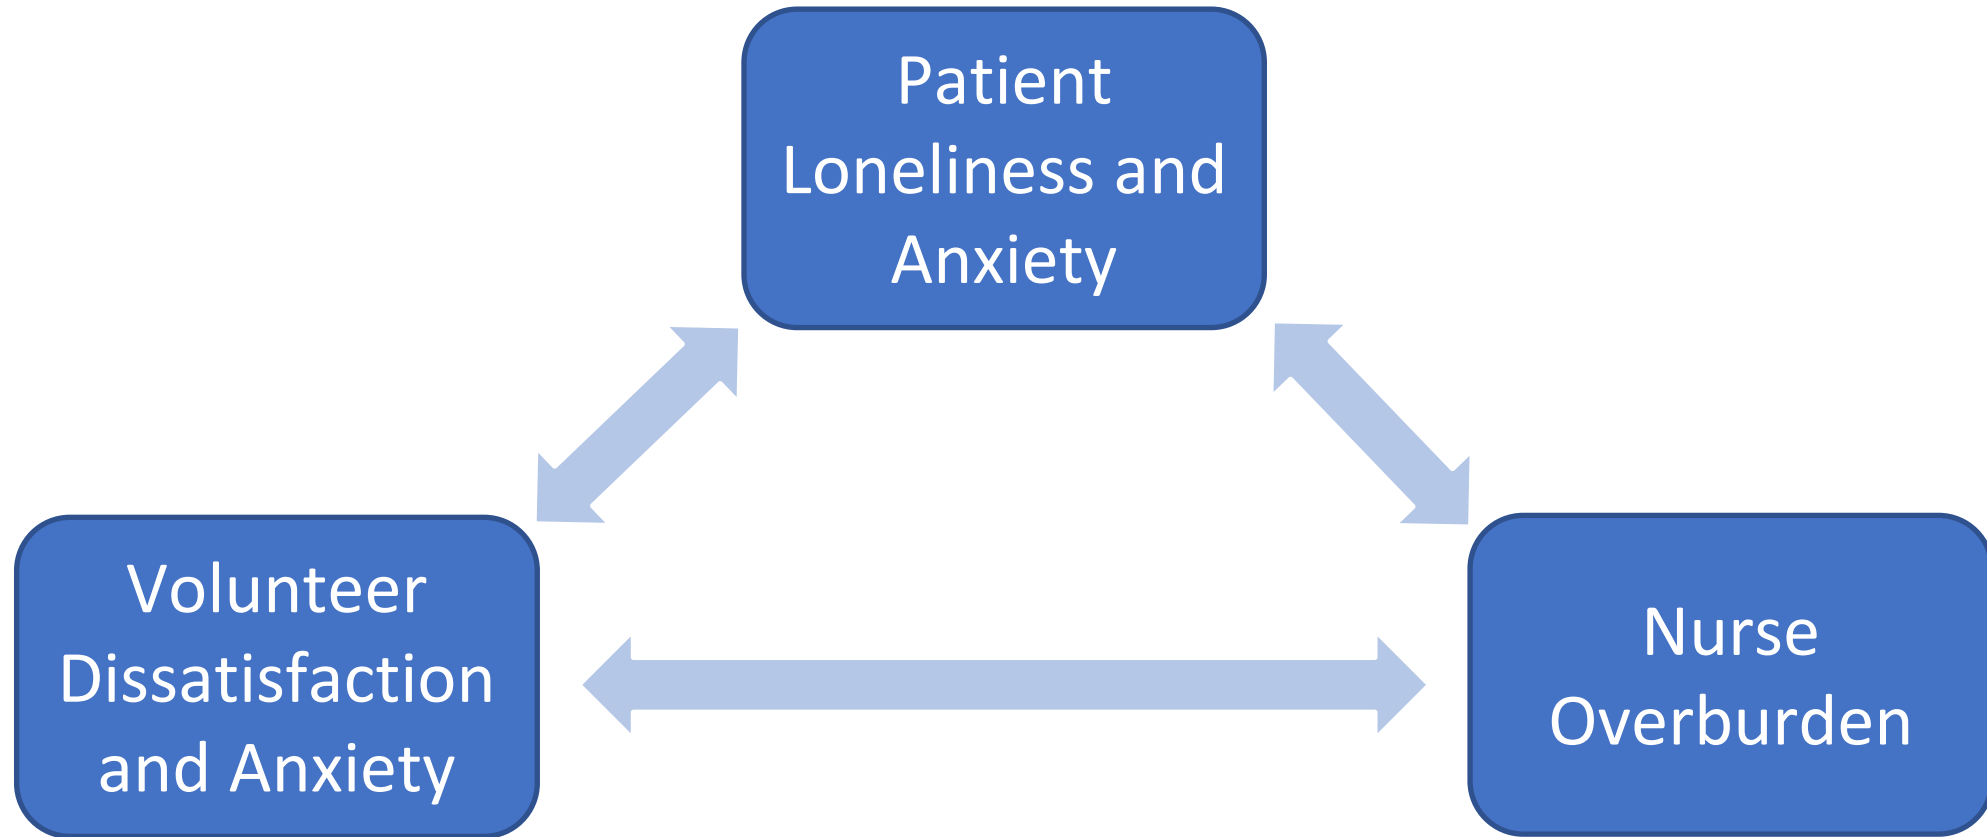 Patient
Loneliness and
Anxiety
Volunteer
Dissatisfaction
and Anxiety
Nurse
Overburden